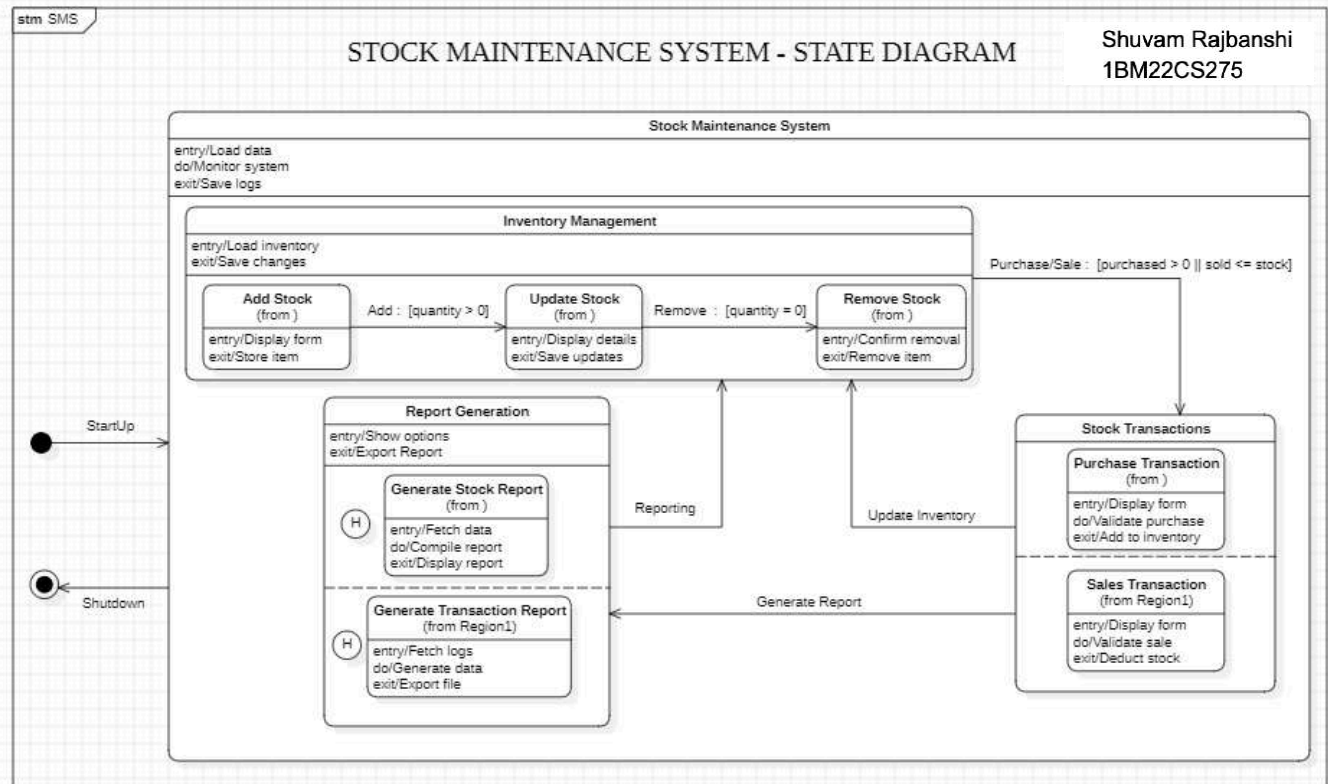 stm SMS
STOCK MAINTENANCE SYSTEM - STATE DIAGRAM
Shuvam Rajbanshi
1BM22CS275
Stock Maintenance System
entry/Load data
do/Monitor system
exit/Save logs
Inventory Management
entry/Load inventory
exit/Save changes
Add Stock
(from )
entry/Display form
exit/Store item
Add : [quantity > 0]
Update Stock
(from )
entry/Display details
exit/Save updates
Remove : [quantity = 0]
Remove Stock
(from )
entry/Confirm removal
exit/Remove item
Purchase/Sale : [purchased > 0 || sold <= stock]
StartUp
Shutdown
Report Generation
entry/Show options
exit/Export Report
H
Generate Stock Report
(from )
entry/Fetch data
do/Compile report
exit/Display report
H
Generate Transaction Report
(from Region1)
entry/Fetch logs
do/Generate data
exit/Export file
Reporting
Update Inventory
Generate Report
Stock Transactions
Purchase Transaction
(from )
entry/Display form
do/Validate purchase
exit/Add to inventory
Sales Transaction
(from Region1)
entry/Display form
do/Validate sale
exit/Deduct stock